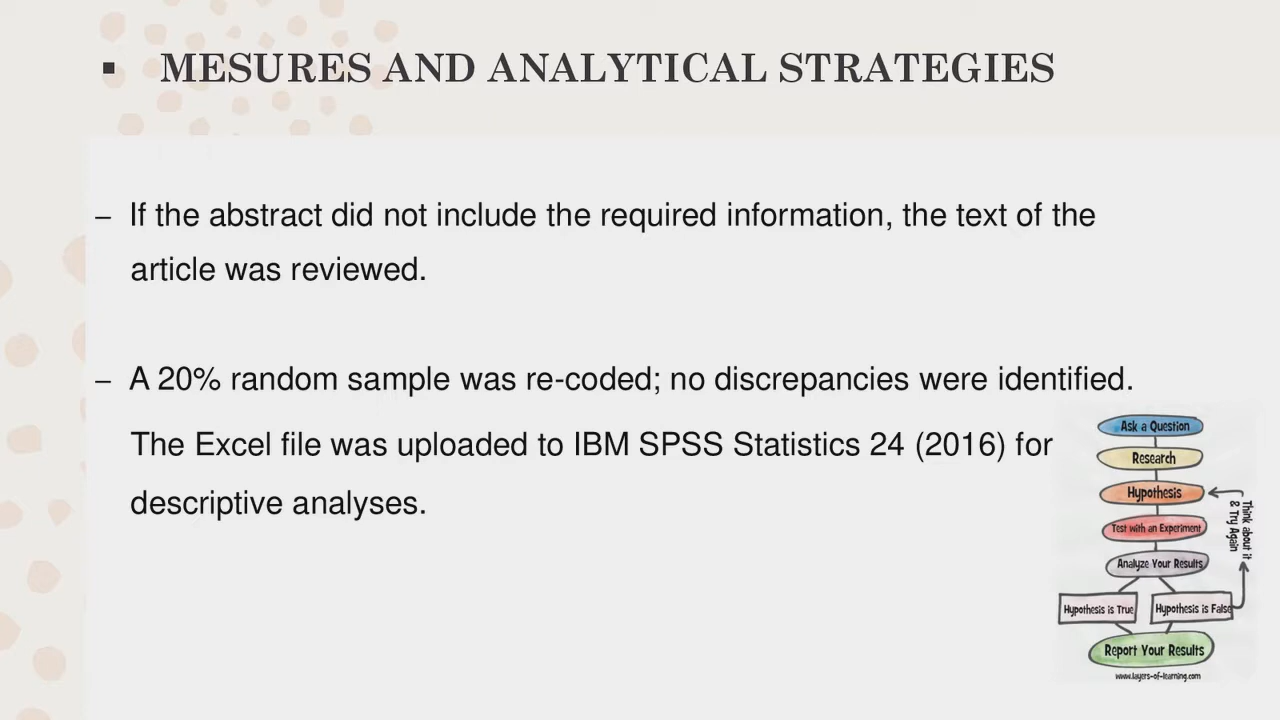 ▪ MESURES AND ANALYTICAL STRATEGIES
– If the abstract did not include the required information, the text of the
article was reviewed.
– A 20% random sample was re-coded; no discrepancies were identified.
The Excel file was uploaded to IBM SPSS Statistics 24 (2016) for
descriptive analyses.
Ask a Question
Research
Hypothesis
Test with an Experiment
Analyze Your Results
Hypothesis is True
Hypothesis is False
Think about it
& Try Again
Report Your Results
www.layers-of-learning.com